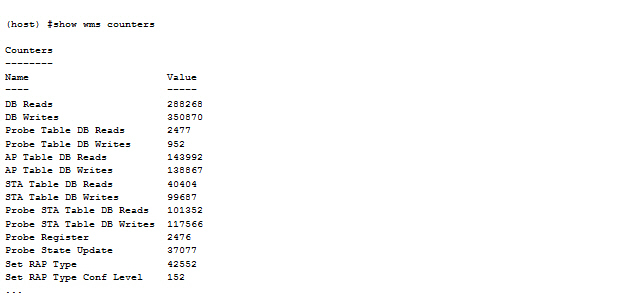 (host) #show wms counters
Counters
--------
Name Value
---- -----
DB Reads 288268
DB Writes 350870
Probe Table DB Reads 2477
Probe Table DB Writes 952
AP Table DB Reads 143992
AP Table DB Writes 138867
STA Table DB Reads 40404
STA Table DB Writes 99687
Probe STA Table DB Reads 101352
Probe STA Table DB Writes 117566
Probe Register 2476
Probe State Update 37077
Set RAP Type 42552
Set RAP Type Conf Level 152
...